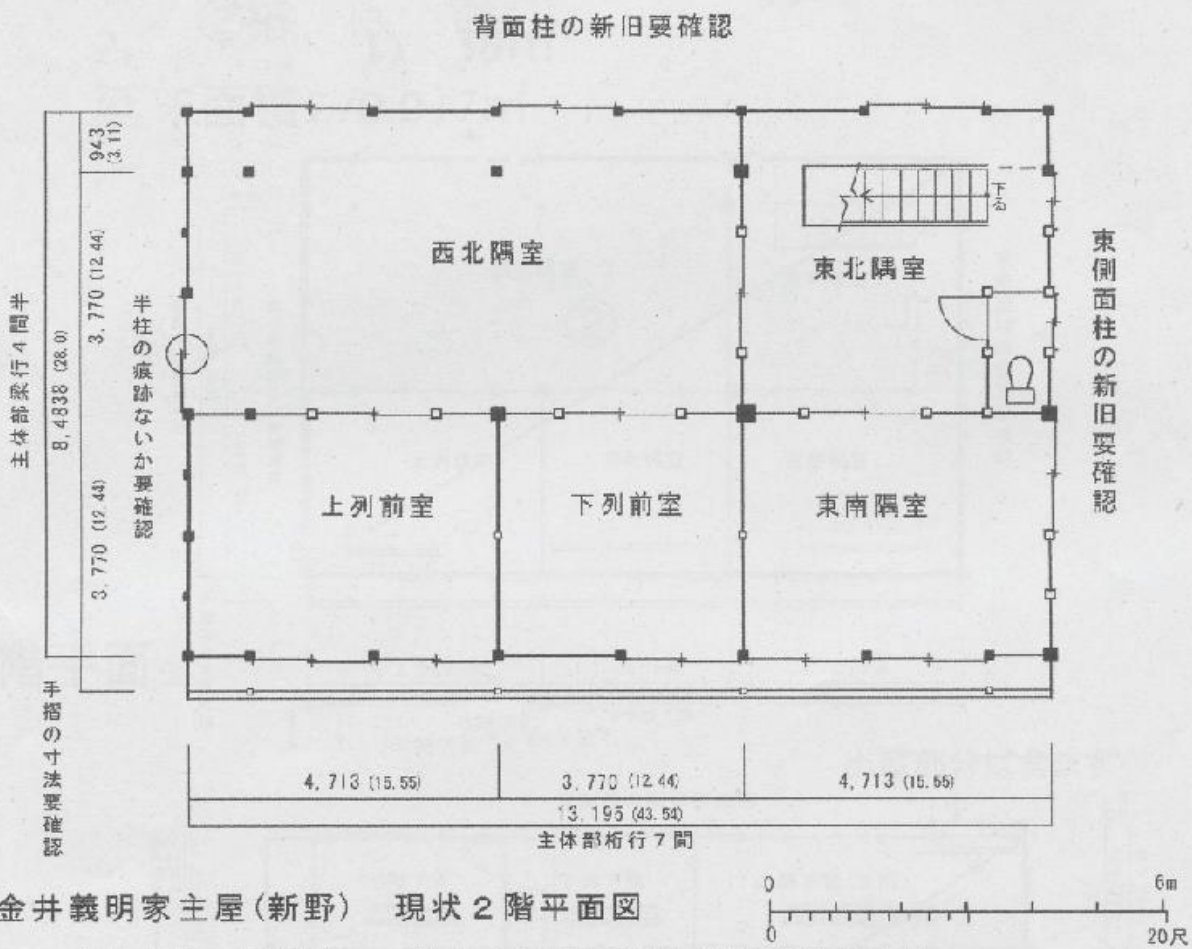 背面柱の新旧要確認
943
(3.11)
3,770 (12.44)
3,770 (12.44)
8,4838 (28.0)
主体部梁行4間半
半柱の痕跡ないか要確認
手摺の寸法要確認
西北隅室
東北隅室
下る
東側面柱の新旧要確認
上列前室
下列前室
東南隅室
4,713 (15.55)
3,770 (12.44)
4,713 (15.55)
13,195 (43.54)
主体部桁行7間
金井義明家主屋(新野) 現状2階平面図
0
6m
0
20尺